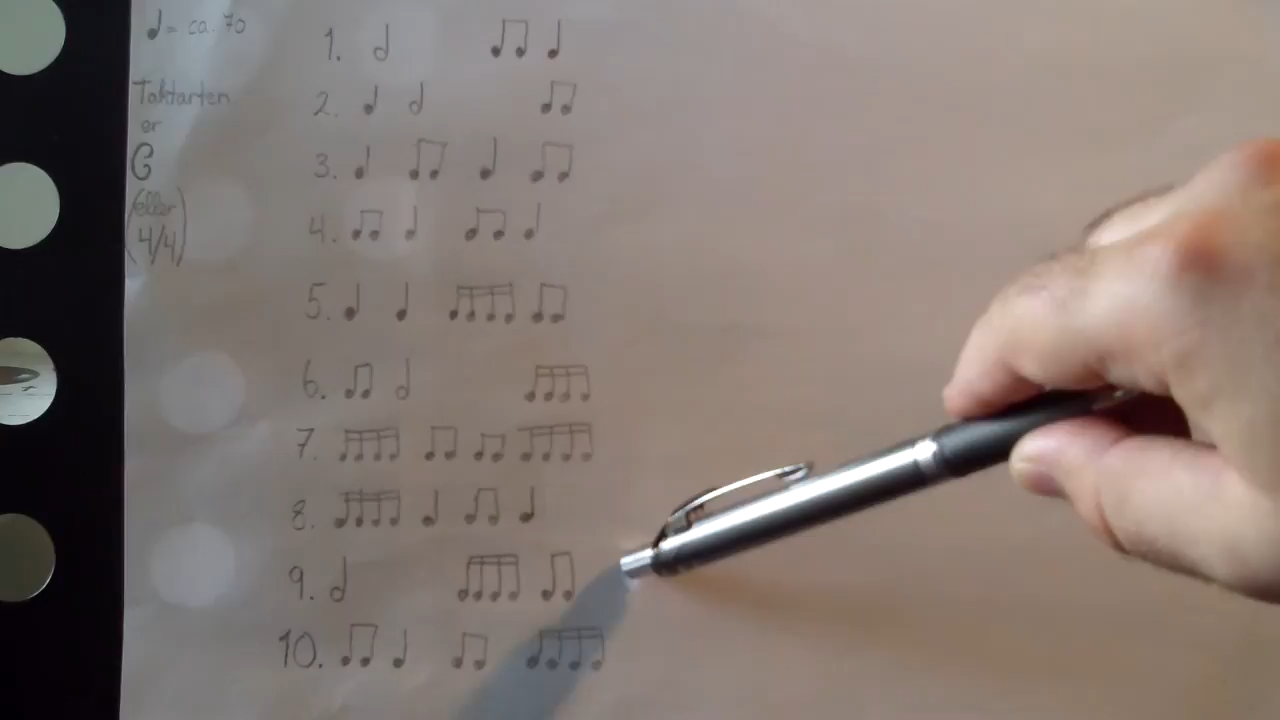 ♩= ca. 70
Taktarten
er
C
(eller
4/4)
1. 𝅗𝅥 ♫ ♩
2. ♩ 𝅗𝅥 ♫
3. ♩ ♫ ♩ ♫
4. ♫ ♩ ♫ ♩
5. ♩ ♩ ♬♬ ♫
6. ♫ 𝅗𝅥 ♬♬
7. ♬♬ ♫ ♫ ♬♬
8. ♬♬ ♩ ♫ ♩
9. 𝅗𝅥 ♬♬ ♫
10. ♫ ♩ ♫ ♬♬